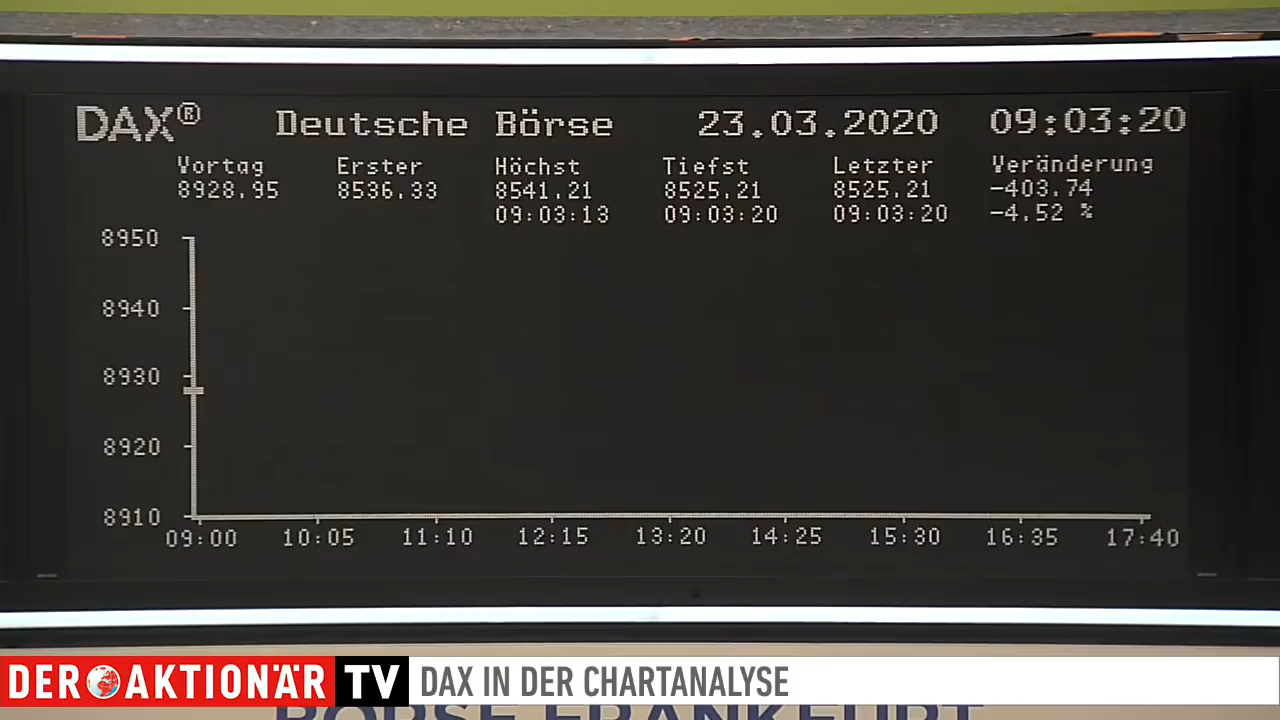 DAX® Deutsche Börse 23.03.2020 09:03:20
Vortag Erster Höchst Tiefst Letzter Veränderung
8928.95 8536.33 8541.21 8525.21 8525.21 -403.74
09:03:13 09:03:20 09:03:20 -4.52 %
8950
8940
8930
8920
8910
09:00 10:05 11:10 12:15 13:20 14:25 15:30 16:35 17:40
DER AKTIONÄR TV DAX IN DER CHARTANALYSE
BÖRSE FRANKFURT